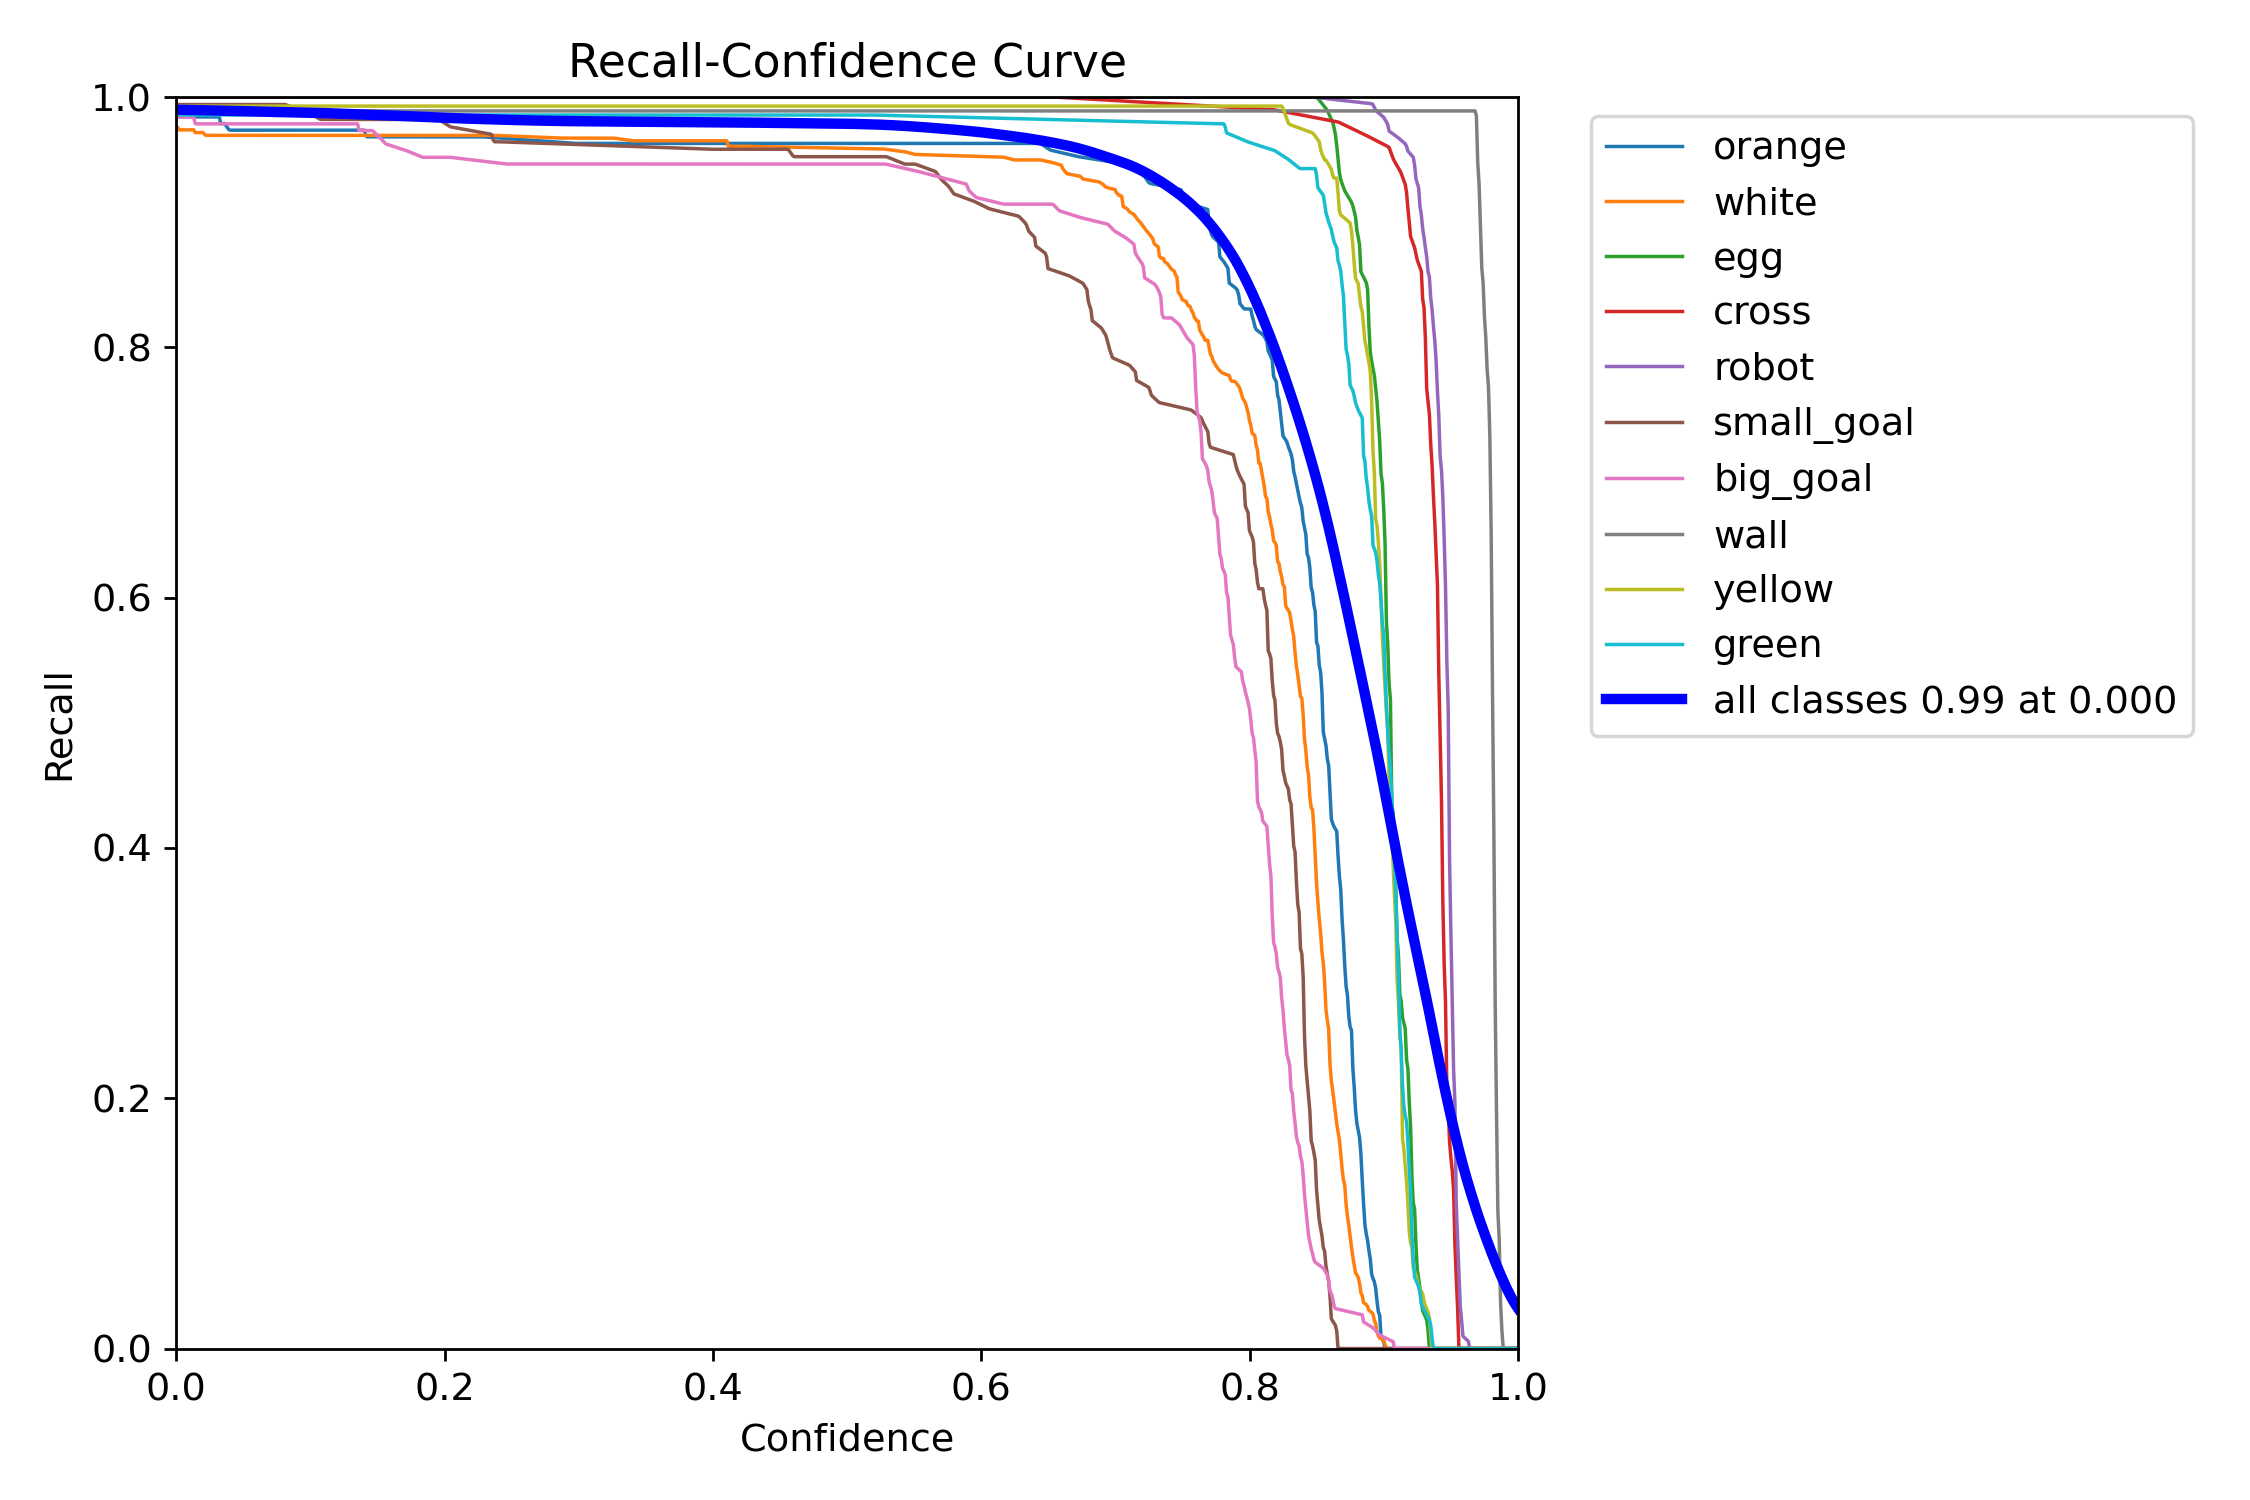 Recall-Confidence Curve
1.0
0.8
0.6
0.4
0.2
0.0
Recall
0.0 0.2 0.4 0.6 0.8 1.0
Confidence
orange
white
egg
cross
robot
small_goal
big_goal
wall
yellow
green
all classes 0.99 at 0.000